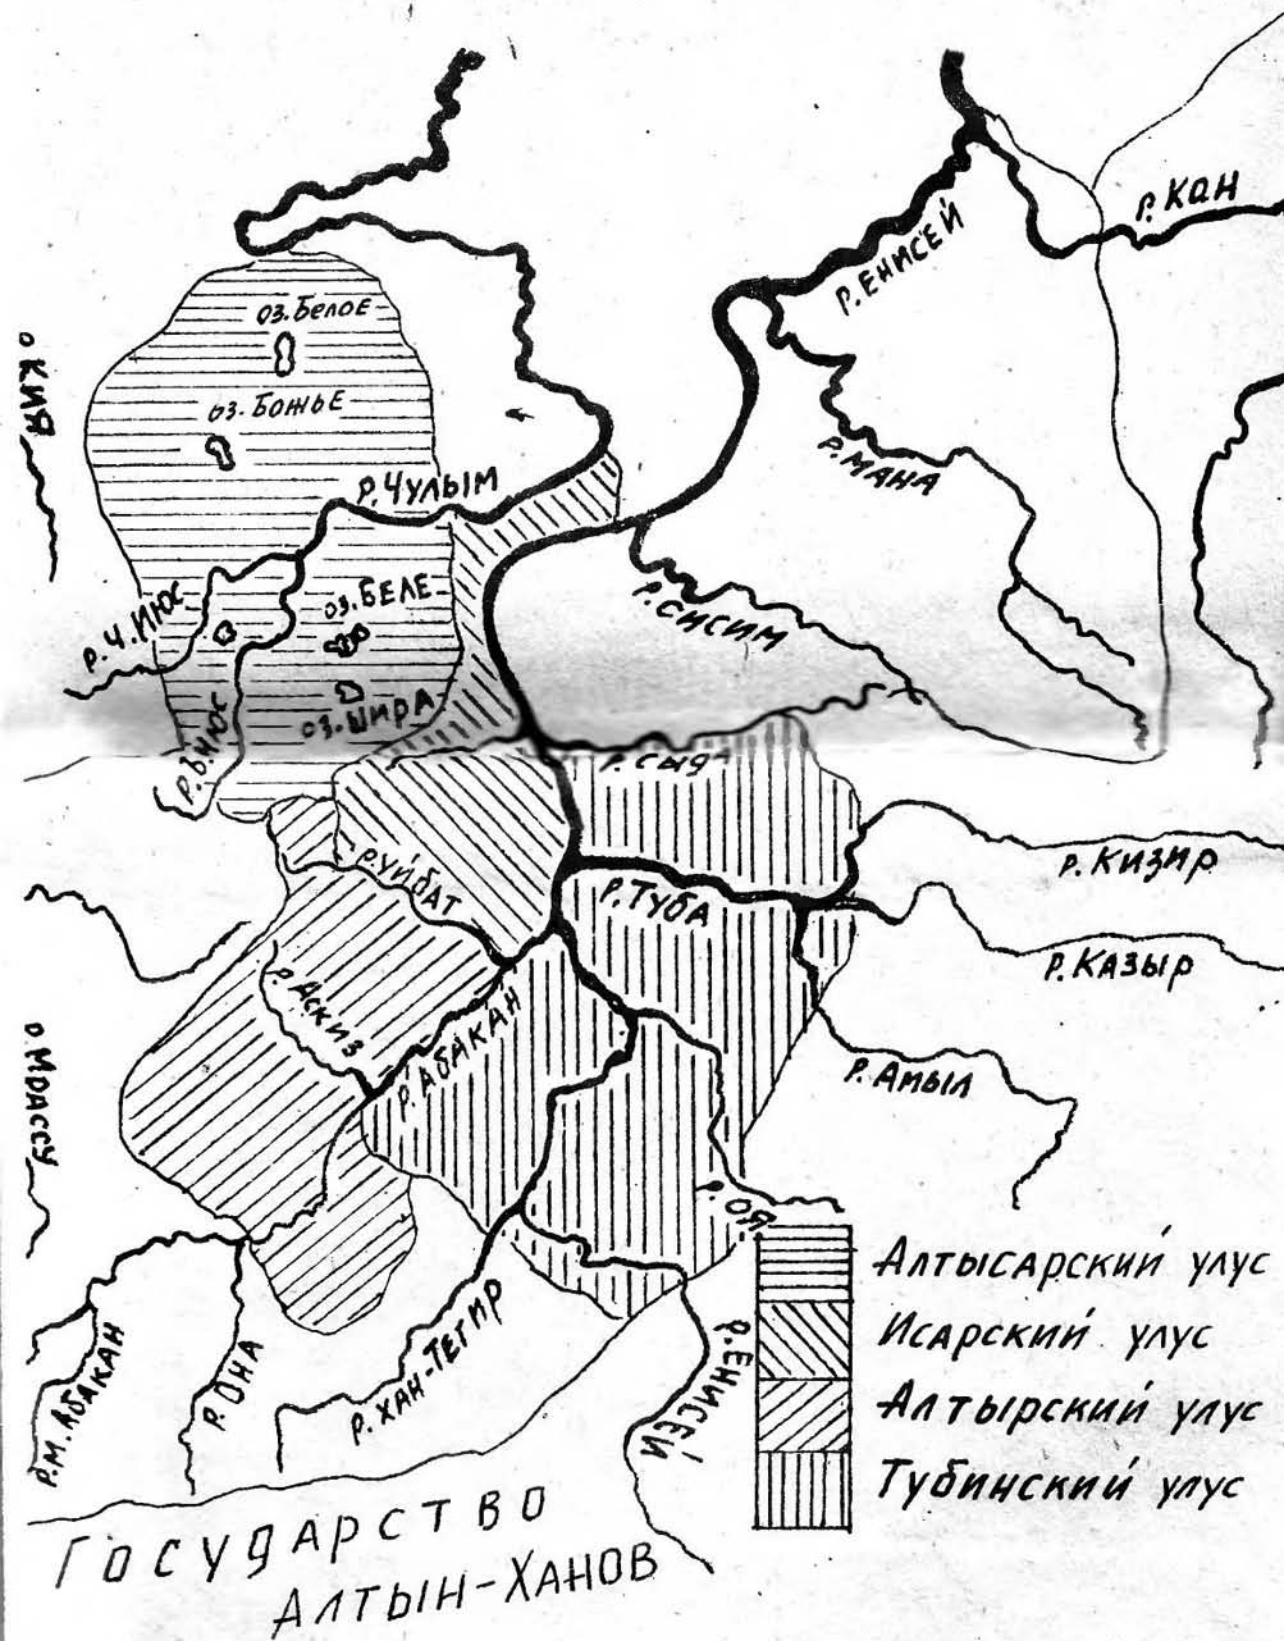 р. Кан
р. Енисей
оз. Белое
о Кия
оз. Божье
р. Мана
р. Чулым
оз. Беле
р. Сисим
р. Ч. Июс
оз. Шира
р. Б. Июс
р. Сыда
р. Уйбат
р. Кизир
р. Туба
р. Казыр
р. Аскиз
р. Абакан
о. Мрассу
р. Амыл
р. Оя
Алтысарский улус
Исарский улус
Алтырский улус
Тубинский улус
р. Хан-Тегир
р. Енисей
р. Она
р. М. Абакан
Государство
Алтын-Ханов